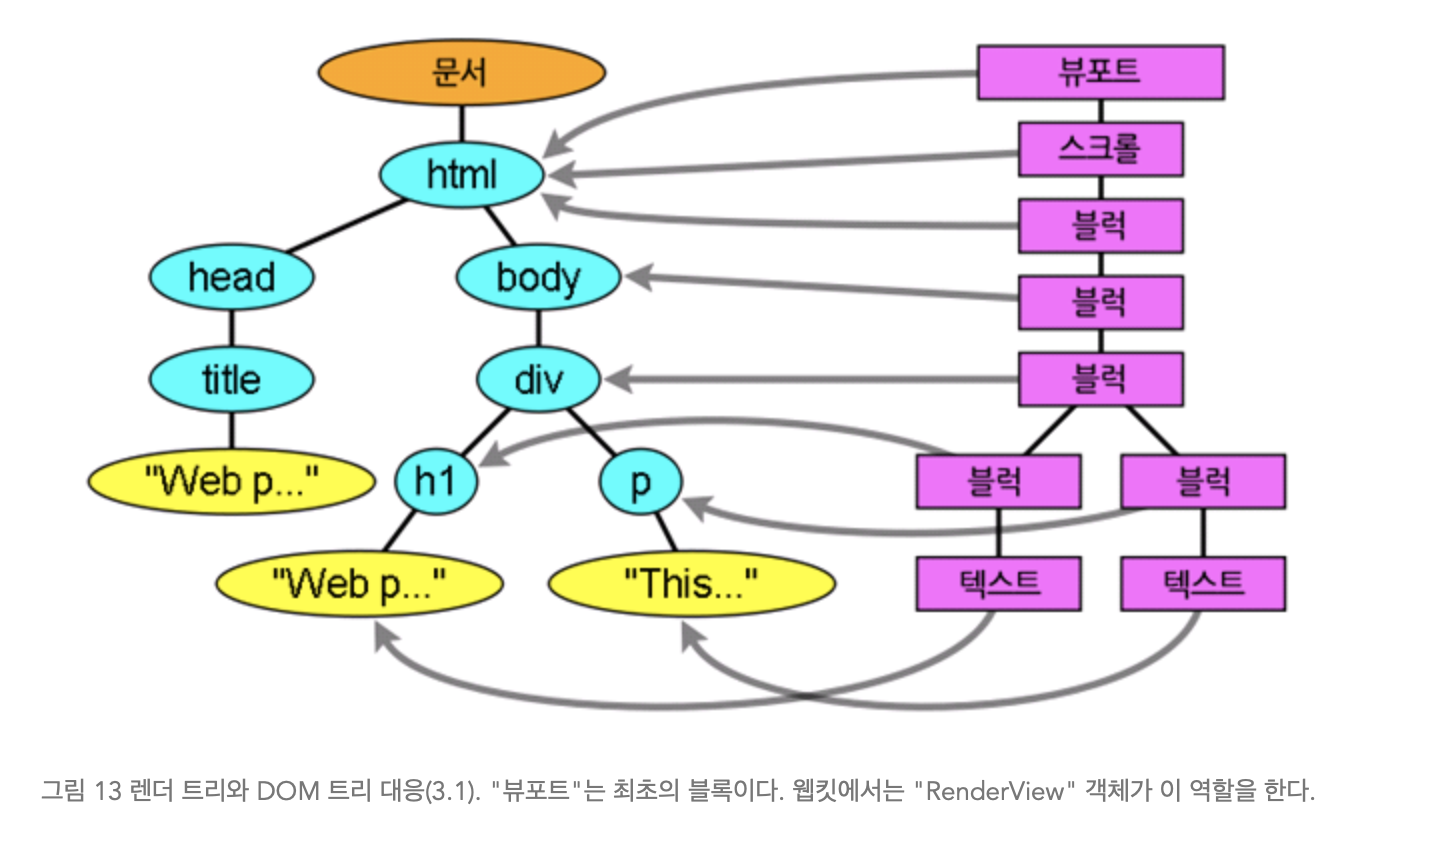 문서
뷰포트
스크롤
html
블럭
head
body
블럭
title
div
블럭
"Web p..."
h1
p
블럭
블럭
"Web p..."
"This..."
텍스트
텍스트
그림 13 렌더 트리와 DOM 트리 대응(3.1). "뷰포트"는 최초의 블록이다. 웹킷에서는 "RenderView" 객체가 이 역할을 한다.